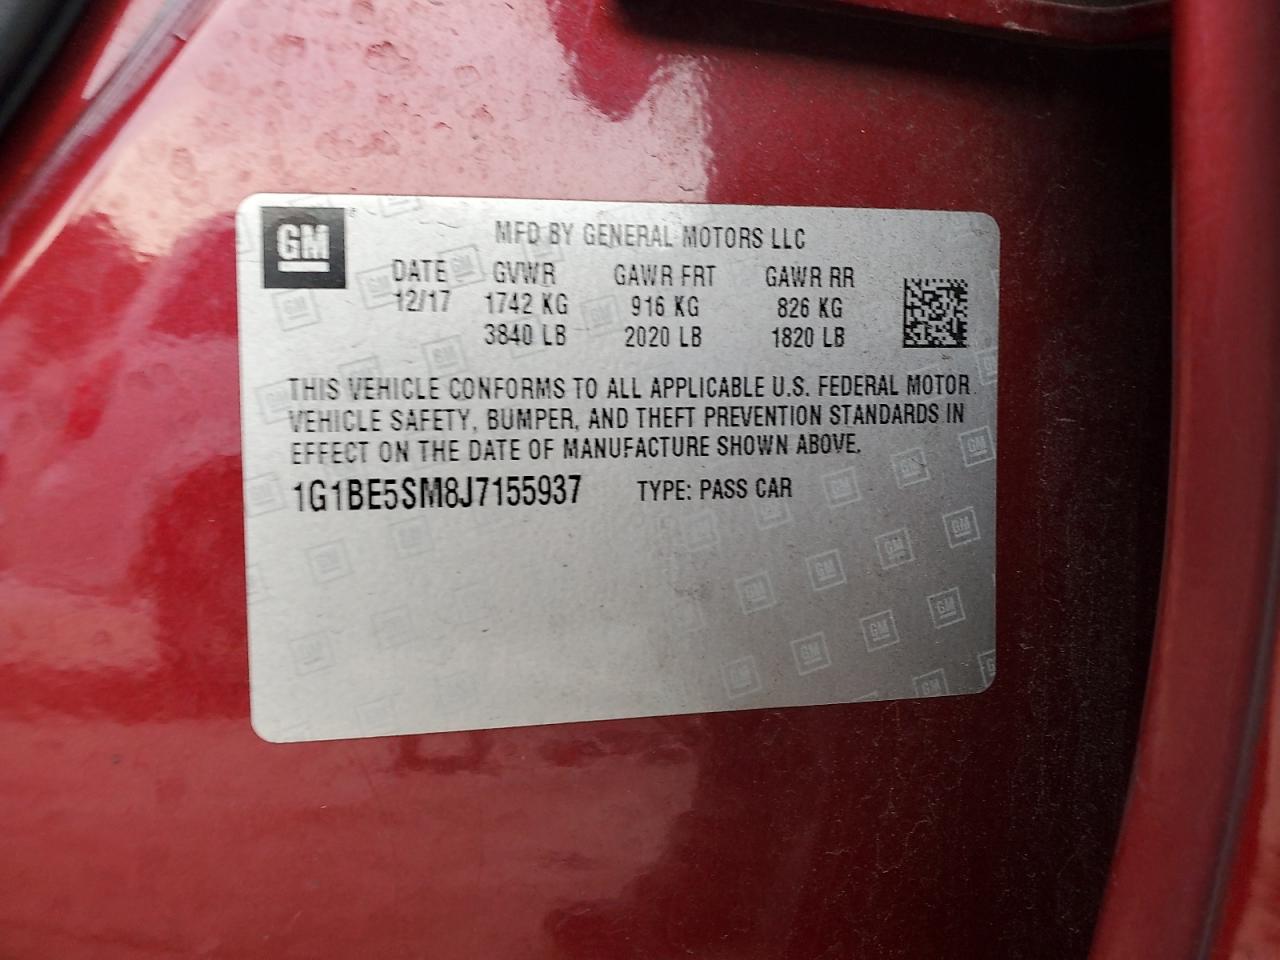 GM
MFD BY GENERAL MOTORS LLC
DATE GVWR GAWR FRT GAWR RR
12/17 1742 KG 916 KG 826 KG
3840 LB 2020 LB 1820 LB
THIS VEHICLE CONFORMS TO ALL APPLICABLE U.S. FEDERAL MOTOR
VEHICLE SAFETY, BUMPER, AND THEFT PREVENTION STANDARDS IN
EFFECT ON THE DATE OF MANUFACTURE SHOWN ABOVE.
1G1BE5SM8J7155937 TYPE: PASS CAR